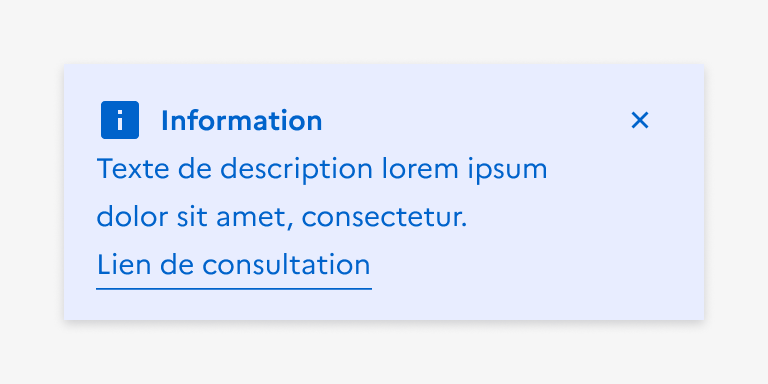 Information
Texte de description lorem ipsum
dolor sit amet, consectetur.
Lien de consultation